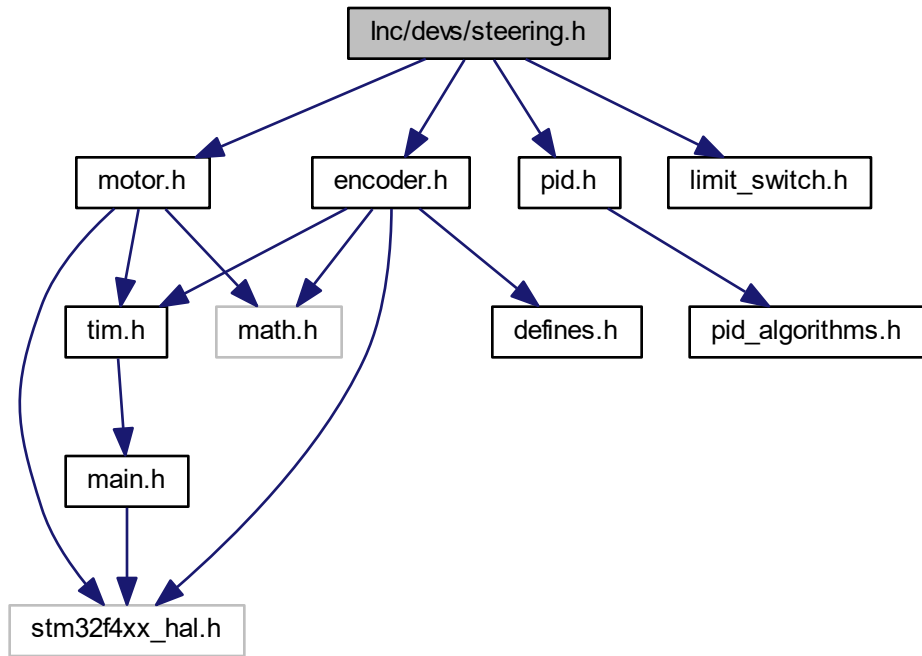 Inc/devs/steering.h
motor.h
encoder.h
pid.h
limit_switch.h
tim.h
math.h
defines.h
pid_algorithms.h
main.h
stm32f4xx_hal.h